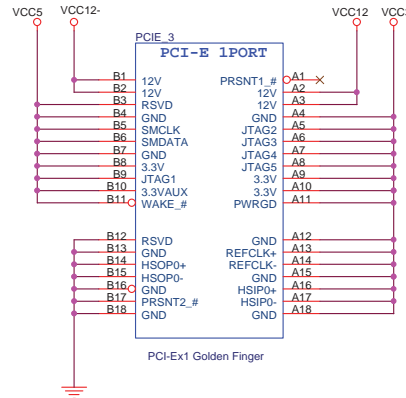 VCC5 VCC12- VCC12 VCC
PCIE_3
PCI-E 1PORT
B1 12V PRSNT1_# A1
B2 12V 12V A2
B3 RSVD 12V A3
B4 GND GND A4
B5 SMCLK JTAG2 A5
B6 SMDATA JTAG3 A6
B7 GND JTAG4 A7
B8 3.3V JTAG5 A8
B9 JTAG1 3.3V A9
B10 3.3VAUX 3.3V A10
B11 WAKE_# PWRGD A11
B12 RSVD GND A12
B13 GND REFCLK+ A13
B14 HSOP0+ REFCLK- A14
B15 HSOP0- GND A15
B16 GND HSIP0+ A16
B17 PRSNT2_# HSIP0- A17
B18 GND GND A18
PCI-Ex1 Golden Finger